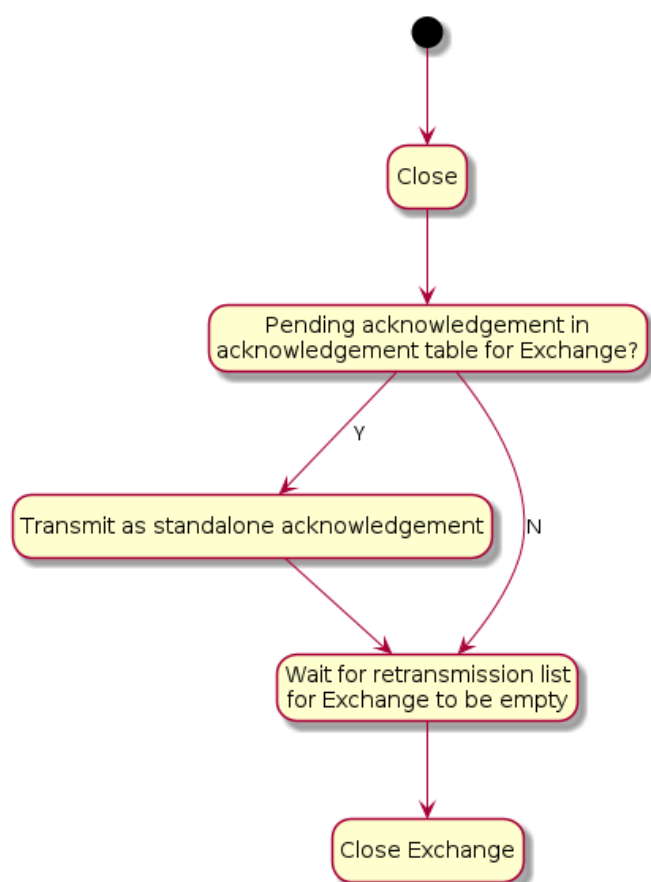 Close
Pending acknowledgement in
acknowledgement table for Exchange?
Y
Transmit as standalone acknowledgement
N
Wait for retransmission list
for Exchange to be empty
Close Exchange